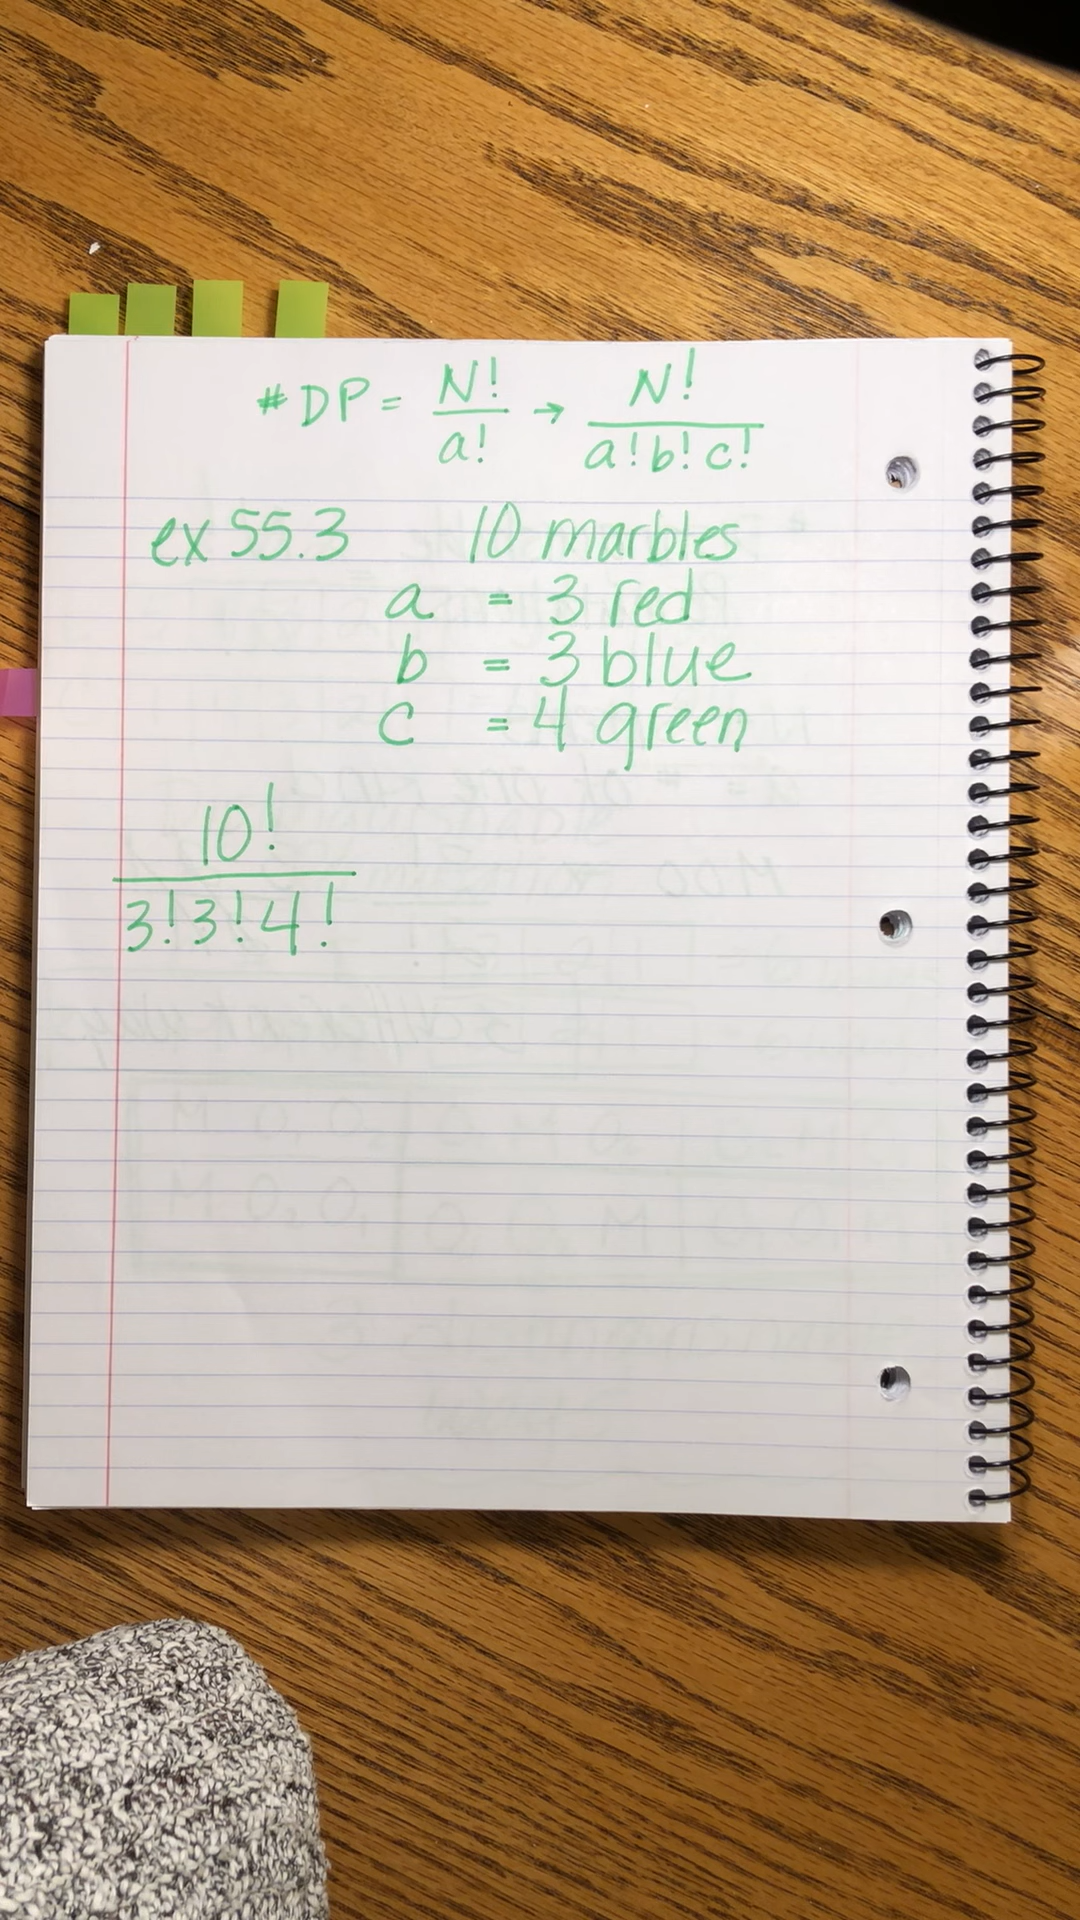 # DP = N!/a! → N!/a!b!c!
ex 55.3 10 marbles
a = 3 red
b = 3 blue
c = 4 green
10!
3!3!4!